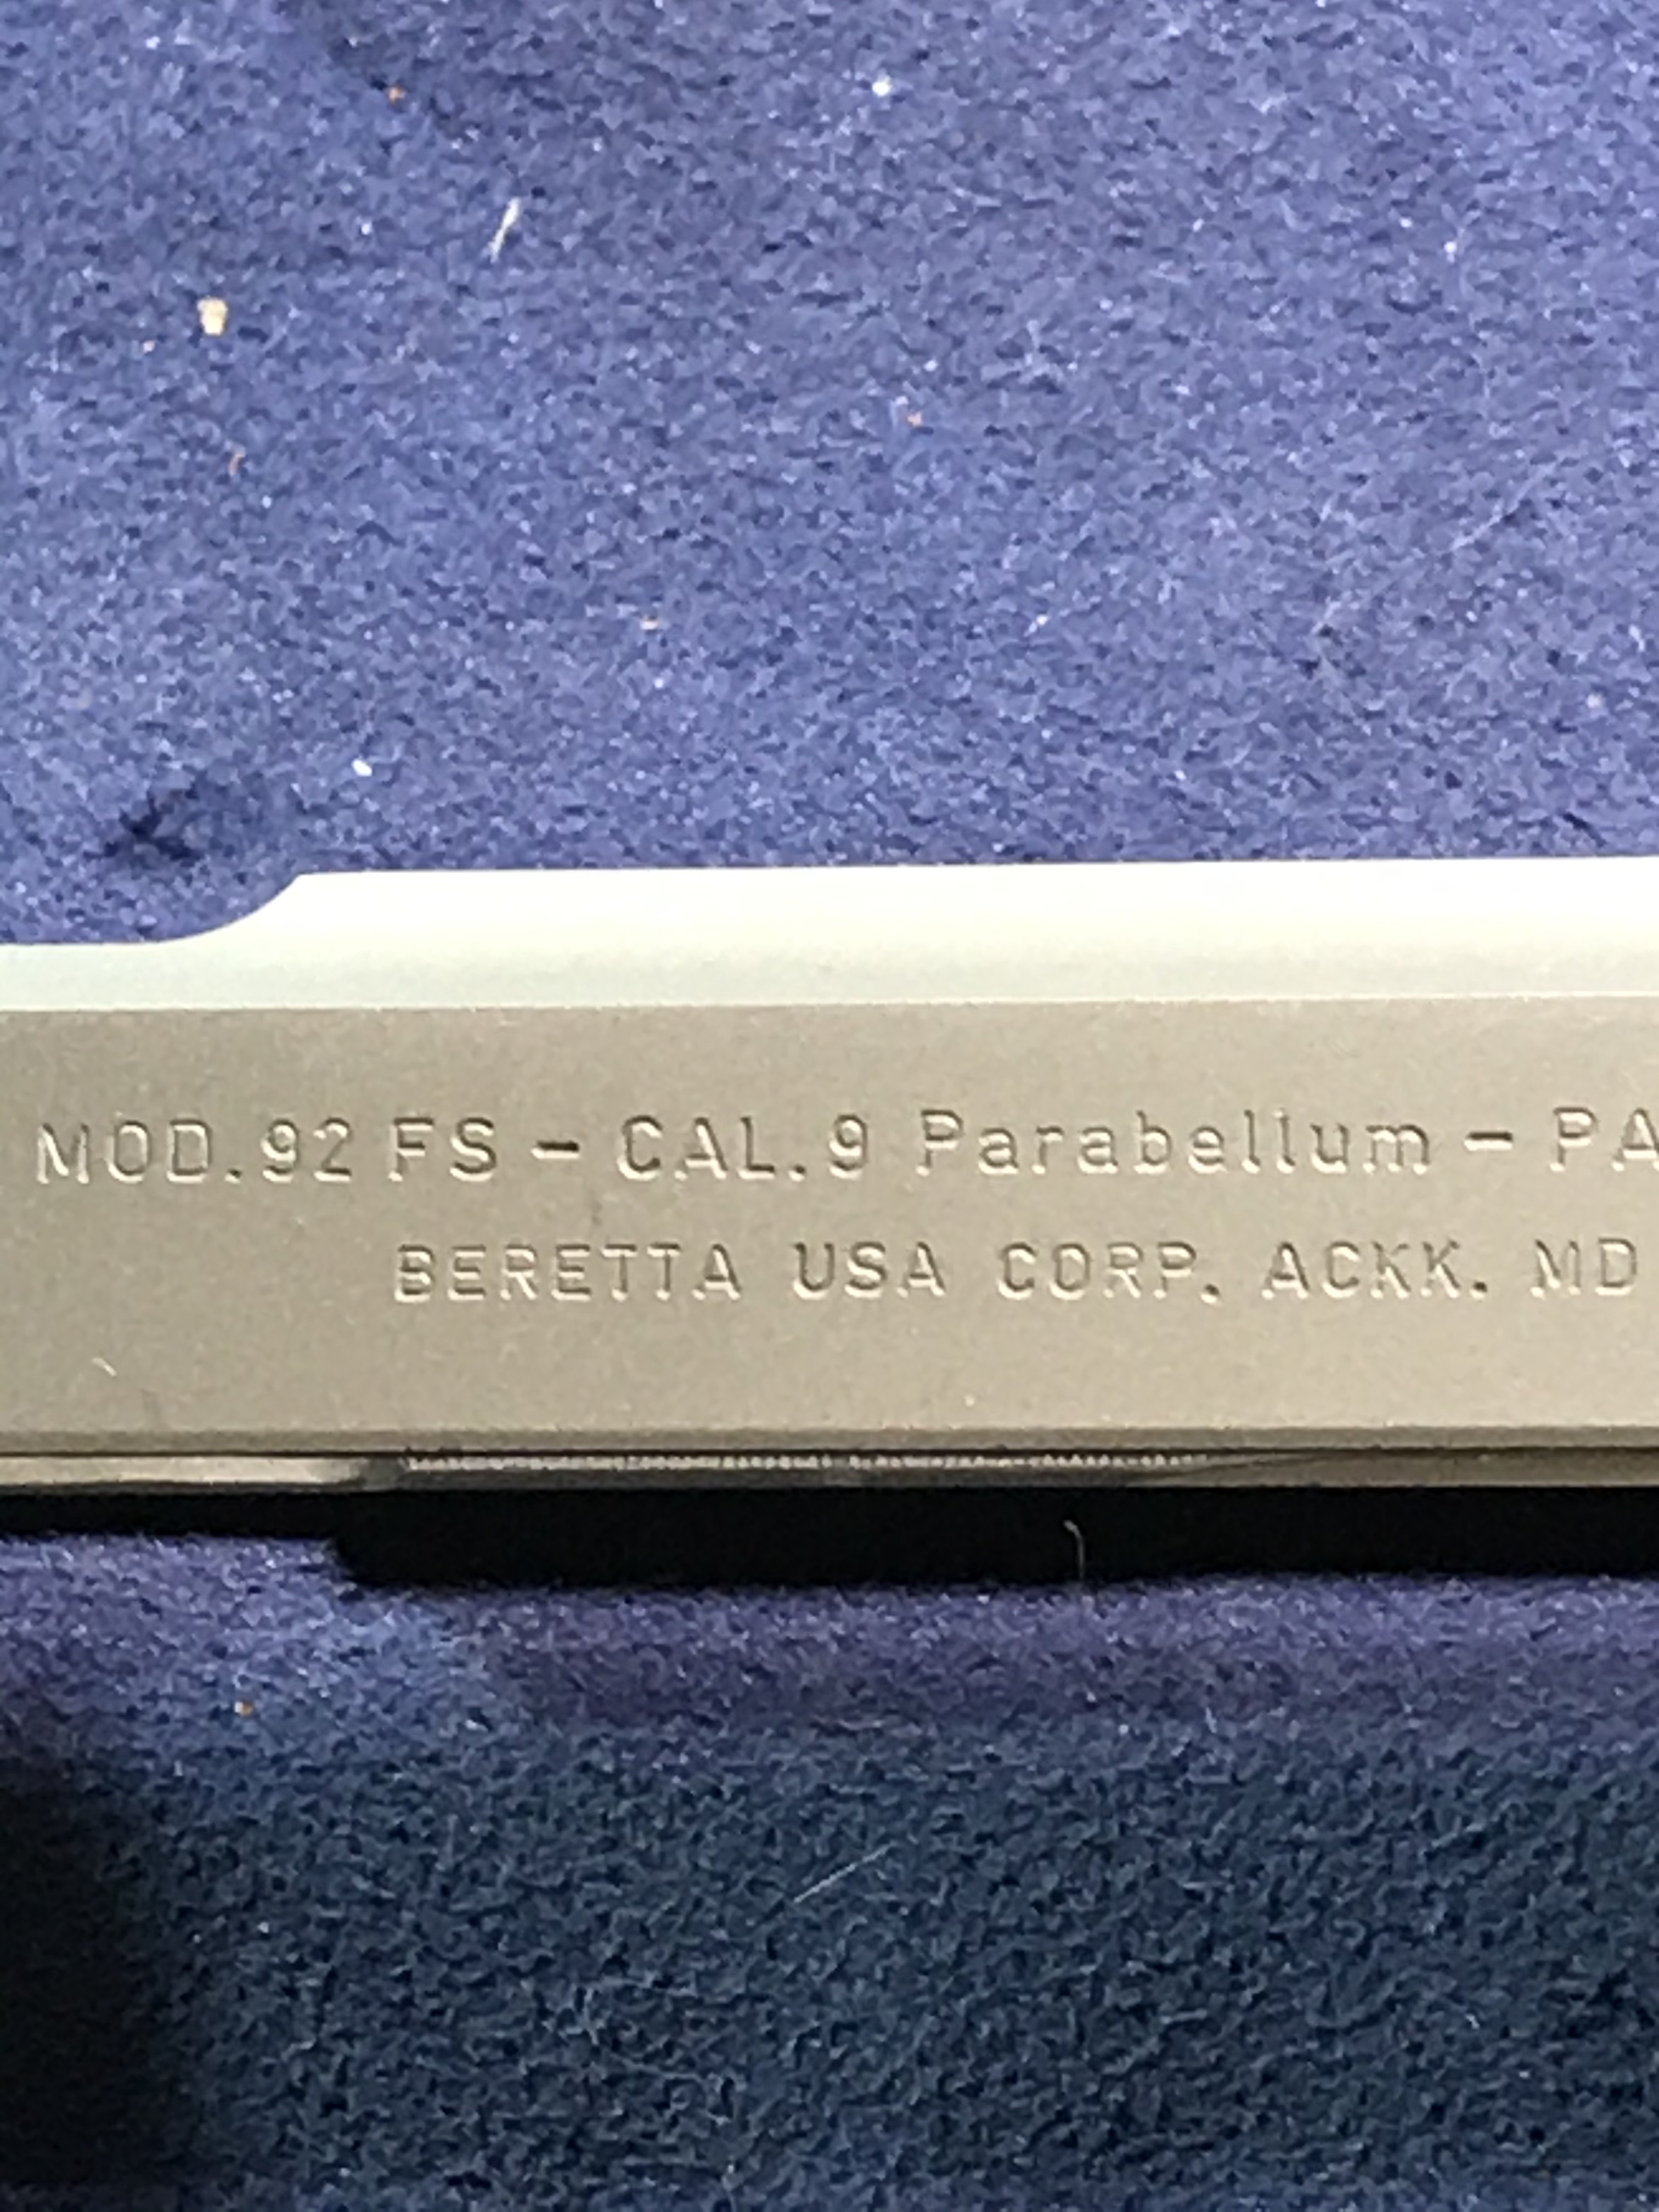 MOD.92 FS - CAL.9 Parabellum - PA
BERETTA USA CORP. ACKK. MD